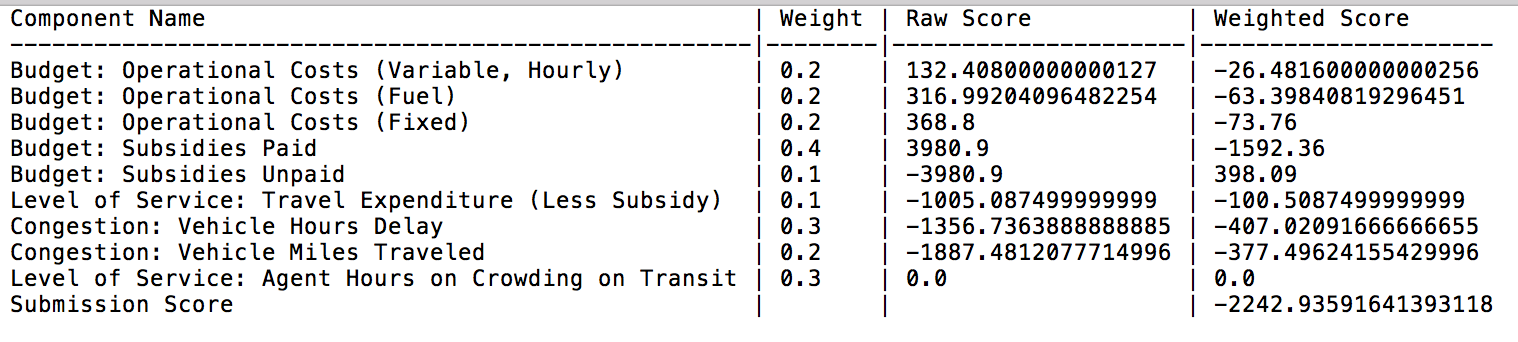 Component Name | Weight | Raw Score | Weighted Score
-----------------------------------------------------|--------|---------------------|---------------------
Budget: Operational Costs (Variable, Hourly) | 0.2 | 132.40800000000127 | -26.481600000000256
Budget: Operational Costs (Fuel) | 0.2 | 316.99204096482254 | -63.39840819296451
Budget: Operational Costs (Fixed) | 0.2 | 368.8 | -73.76
Budget: Subsidies Paid | 0.4 | 3980.9 | -1592.36
Budget: Subsidies Unpaid | 0.1 | -3980.9 | 398.09
Level of Service: Travel Expenditure (Less Subsidy) | 0.1 | -1005.087499999999 | -100.5087499999999
Congestion: Vehicle Hours Delay | 0.3 | -1356.7363888888885 | -407.02091666666655
Congestion: Vehicle Miles Traveled | 0.2 | -1887.4812077714996 | -377.49624155429996
Level of Service: Agent Hours on Crowding on Transit | 0.3 | 0.0 | 0.0
Submission Score | | | -2242.93591641393118